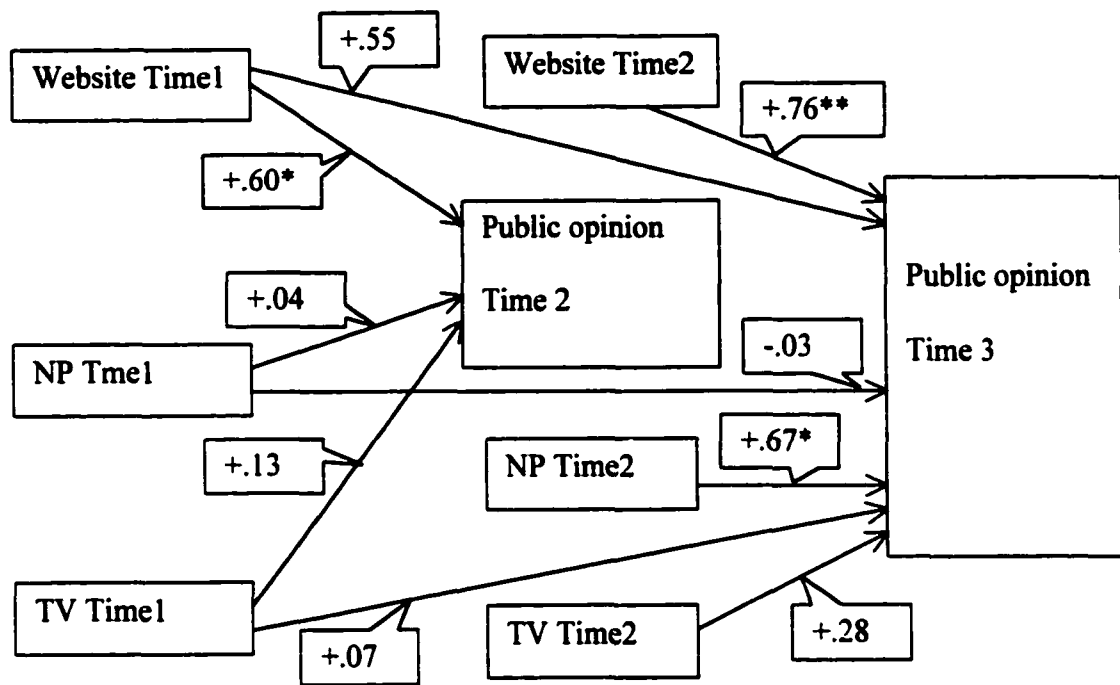 +.55
Website Time1
Website Time2
+.76**
+.60*
Public opinion
Time 2
Public opinion
Time 3
+.04
-.03
NP Tme1
+.67*
+.13
NP Time2
TV Time1
+.07
TV Time2
+.28